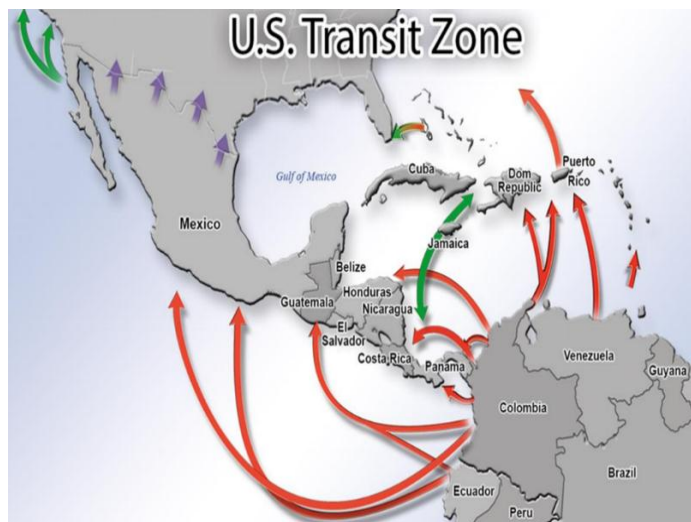 U.S. Transit Zone
Gulf of Mexico
Cuba
Dom
Republic
Puerto
Rico
Mexico
Jamaica
Belize
Honduras
Guatemala
Nicaragua
El
Salvador
Costa Rica
Panama
Venezuela
Guyana
Colombia
Brazil
Ecuador
Peru